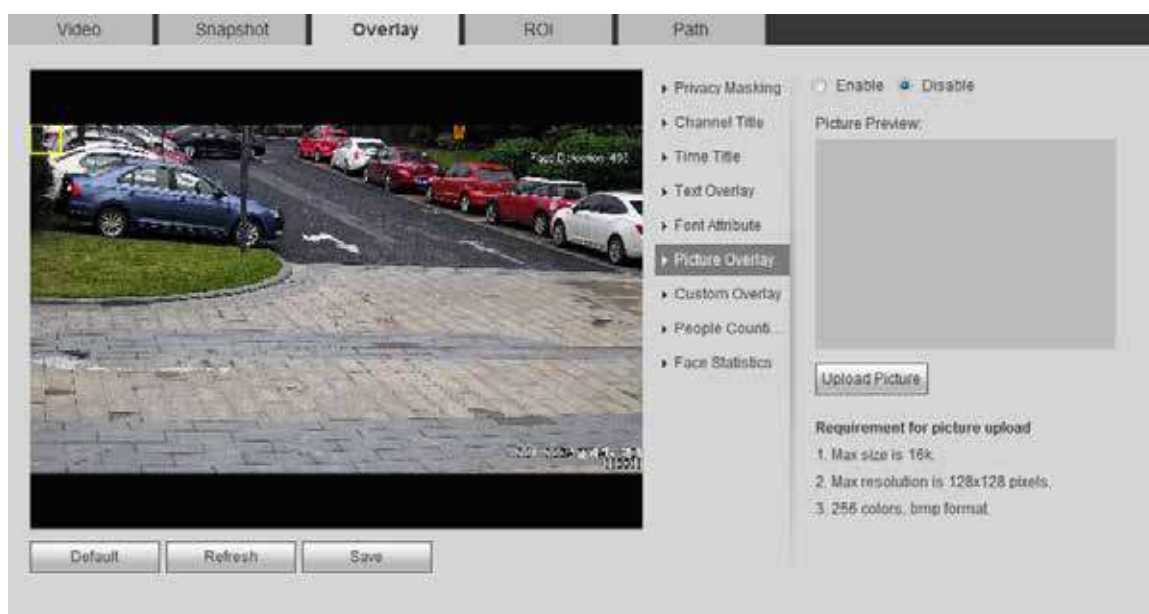 Video
Snapshot
Overlay
ROI
Path
Privacy Masking
Channel Title
Time Title
Text Overlay
Font Attribute
Picture Overlay
Custom Overlay
People Counti...
Face Statistics
Enable
Disable
Picture Preview:
Upload Picture
Requirement for picture upload
1. Max size is 16k.
2. Max resolution is 128x128 pixels.
3. 256 colors, bmp format
Face Detection
Default
Refresh
Save